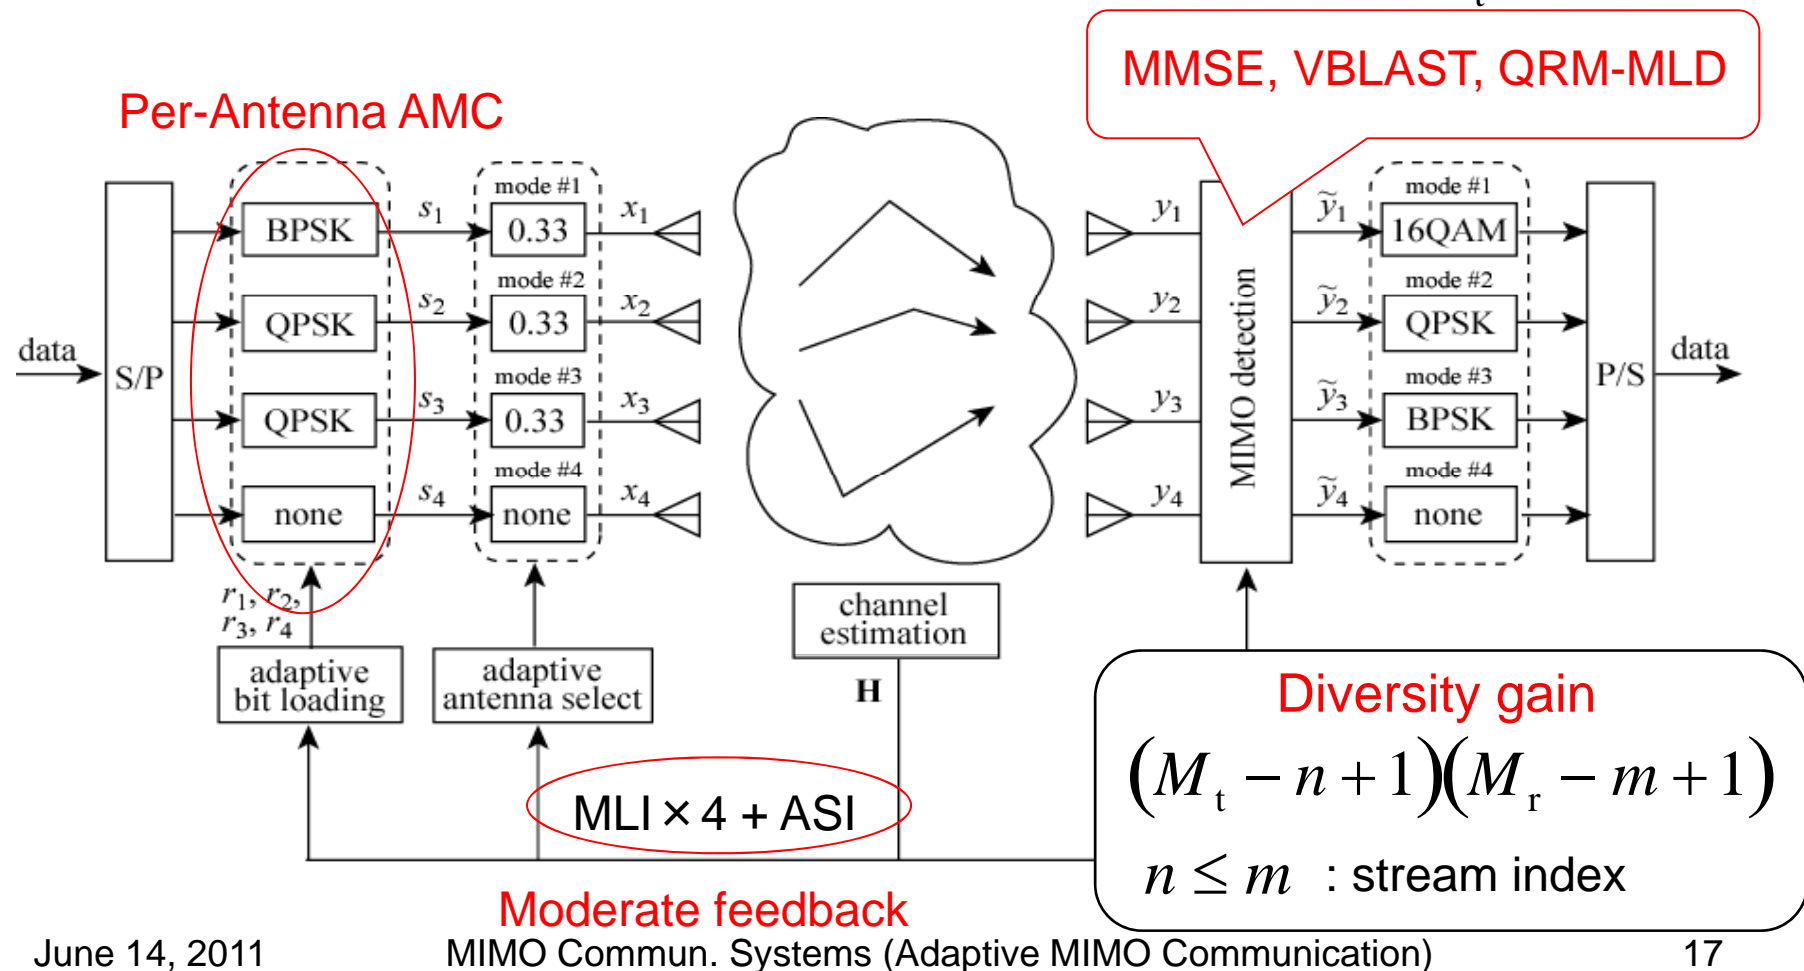 t
MMSE, VBLAST, QRM-MLD
Per-Antenna AMC
data
S/P
BPSK
QPSK
QPSK
none
s1
s2
s3
s4
mode #1
0.33
mode #2
0.33
mode #3
0.33
mode #4
none
x1
x2
x3
x4
y1
y2
y3
y4
MIMO detection
ỹ1
ỹ2
ỹ3
ỹ4
mode #1
16QAM
mode #2
QPSK
mode #3
BPSK
mode #4
none
P/S
data
r1, r2,
r3, r4
adaptive
bit loading
adaptive
antenna select
channel
estimation
H
MLI × 4 + ASI
Moderate feedback
Diversity gain
(Mt − n + 1)(Mr − m + 1)
n ≤ m : stream index
June 14, 2011
MIMO Commun. Systems (Adaptive MIMO Communication)
17